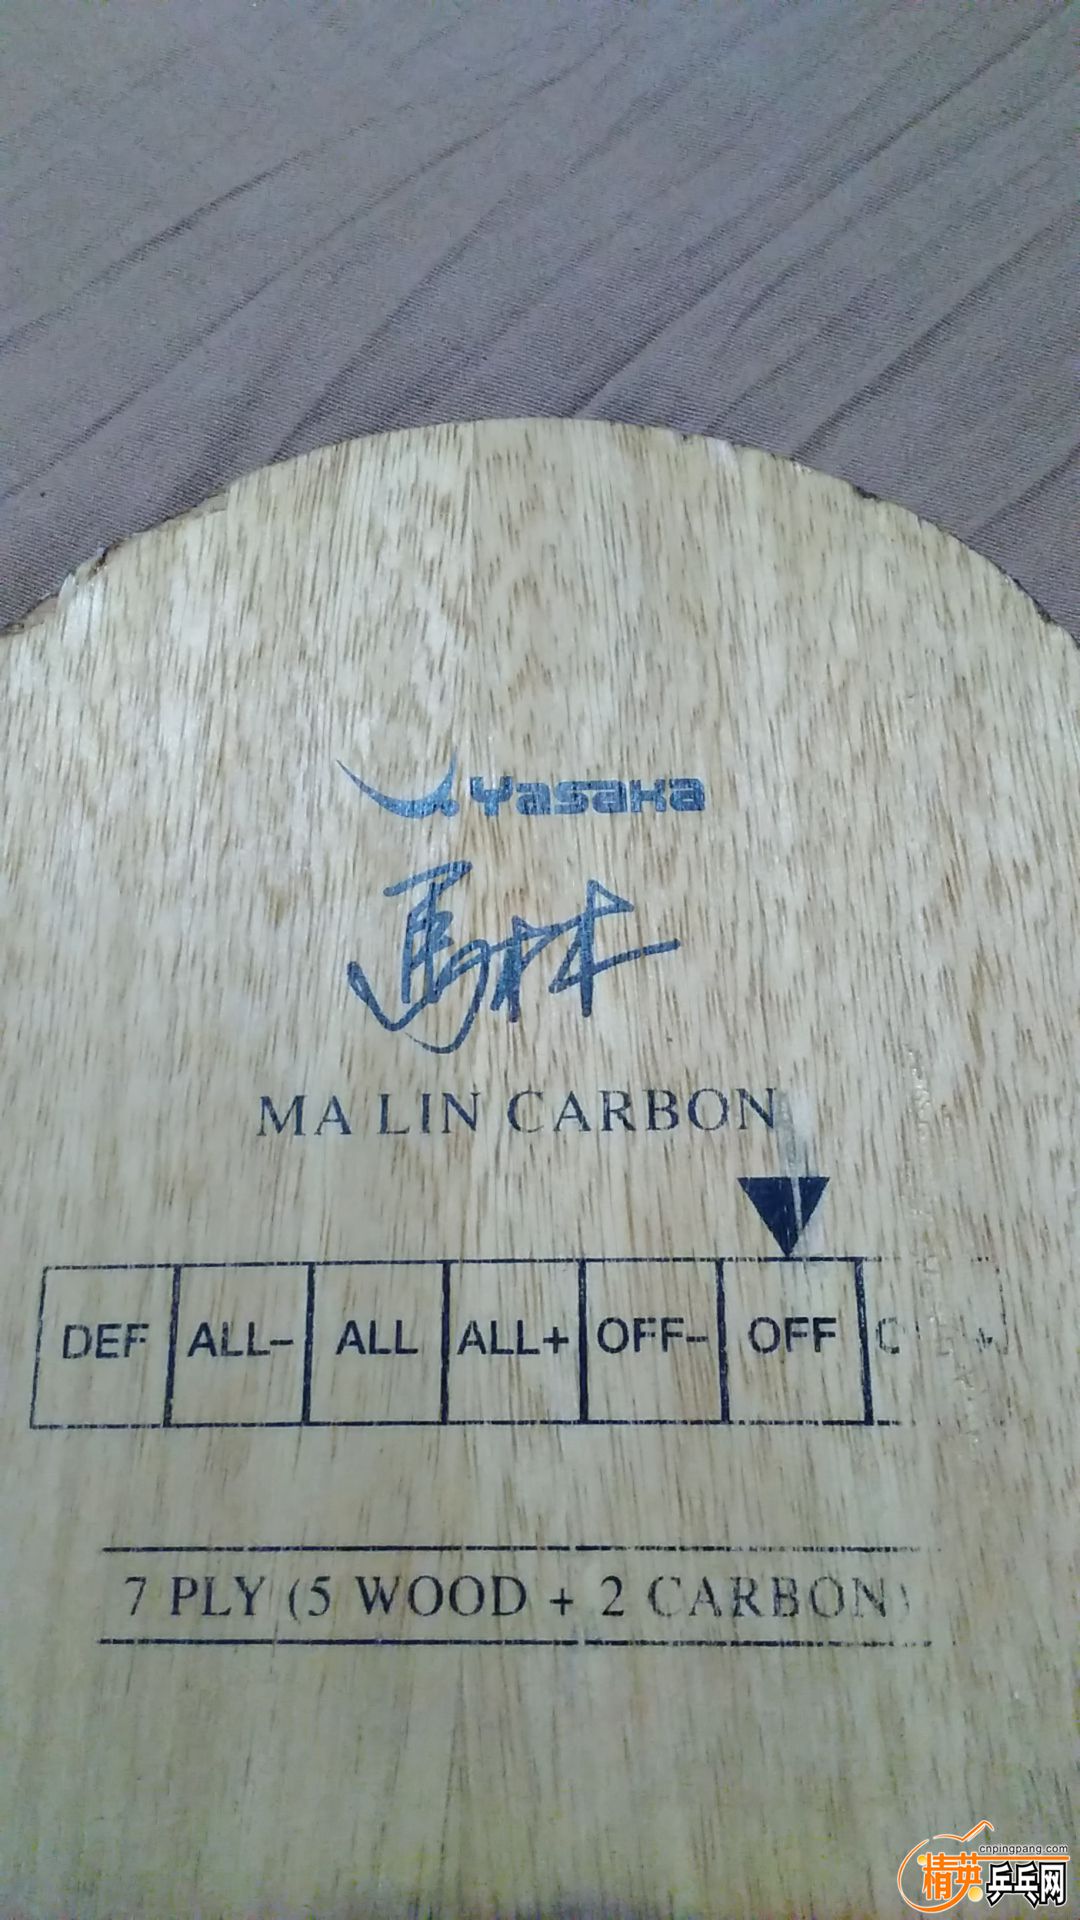 Yasaka
馬林
MA LIN CARBON
DEF ALL- ALL ALL+ OFF- OFF
7 PLY (5 WOOD + 2 CARBON)
cnpingpang.com
精英乒乓网